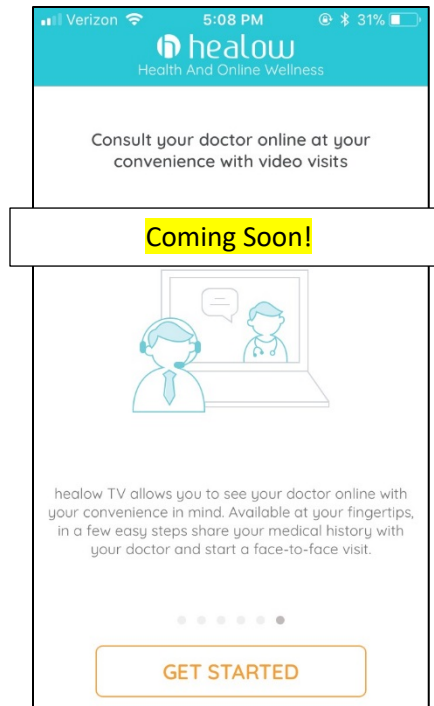 Verizon 5:08 PM 31%
healow
Health And Online Wellness
Consult your doctor online at your
convenience with video visits
Coming Soon!
healow TV allows you to see your doctor online with
your convenience in mind. Available at your fingertips,
in a few easy steps share your medical history with
your doctor and start a face-to-face visit.
GET STARTED